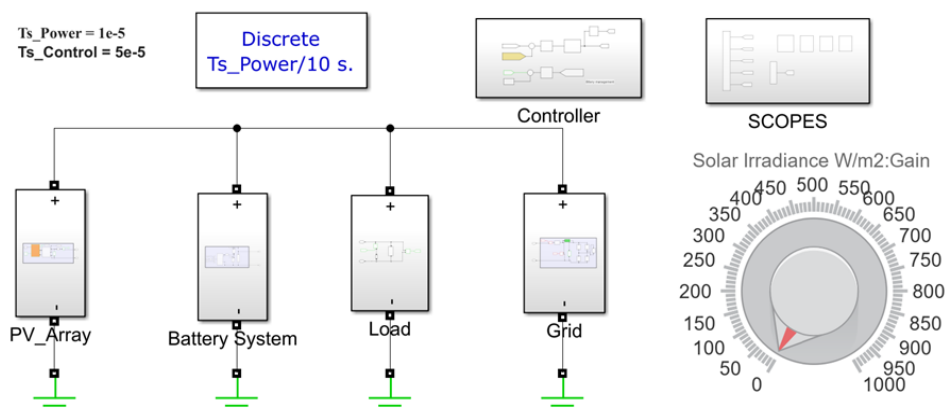 Ts_Power = 1e-5
Ts_Control = 5e-5
Discrete
Ts_Power/10 s.
Controller
SCOPES
+
-
PV_Array
+
-
Battery System
+
-
Load
+
-
Grid
Solar Irradiance W/m2:Gain
0
50
100
150
200
250
300
350
400
450
500
550
600
650
700
750
800
850
900
950
1000